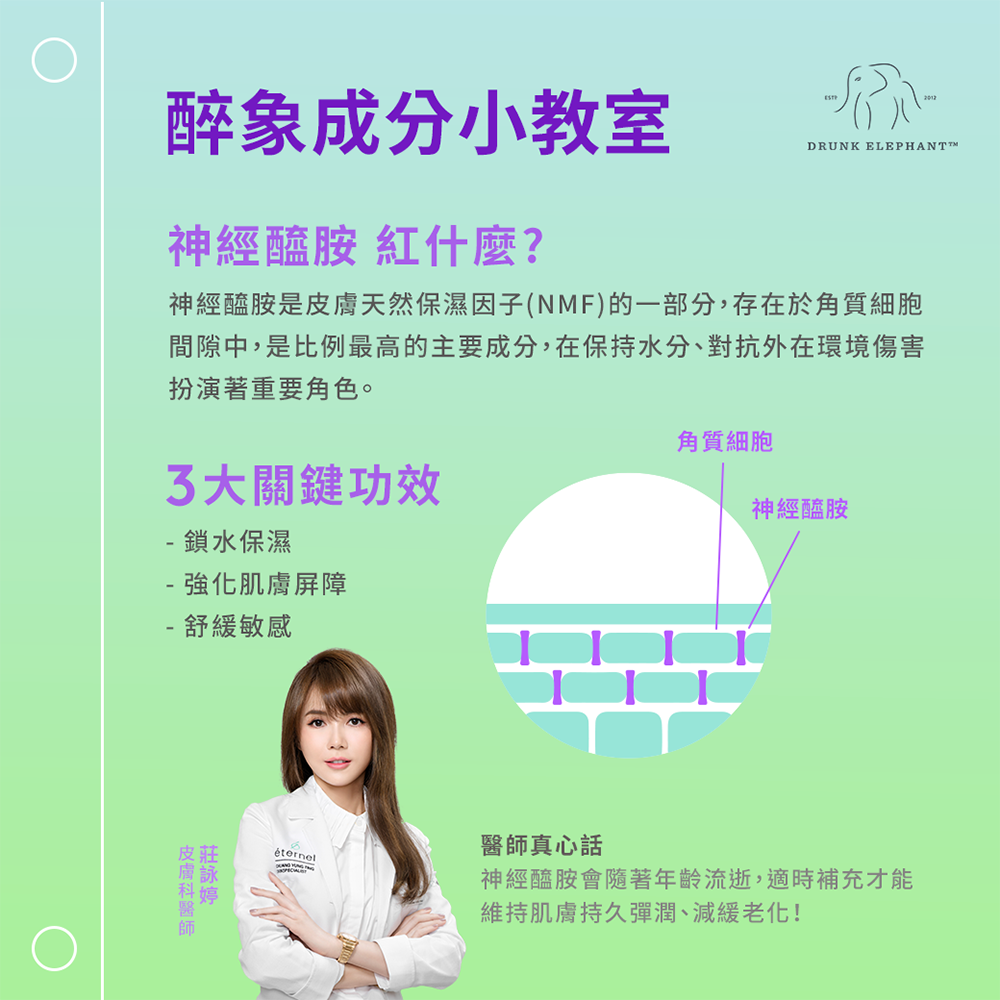 醉象成分小教室
ESTD 2012
DRUNK ELEPHANT™
神經醯胺 紅什麼?
神經醯胺是皮膚天然保濕因子(NMF)的一部分,存在於角質細胞
間隙中,是比例最高的主要成分,在保持水分、對抗外在環境傷害
扮演著重要角色。
3大關鍵功效
- 鎖水保濕
- 強化肌膚屏障
- 舒緩敏感
角質細胞
神經醯胺
éternel
莊詠婷
皮膚科醫師
醫師真心話
神經醯胺會隨著年齡流逝,適時補充才能
維持肌膚持久彈潤、減緩老化!